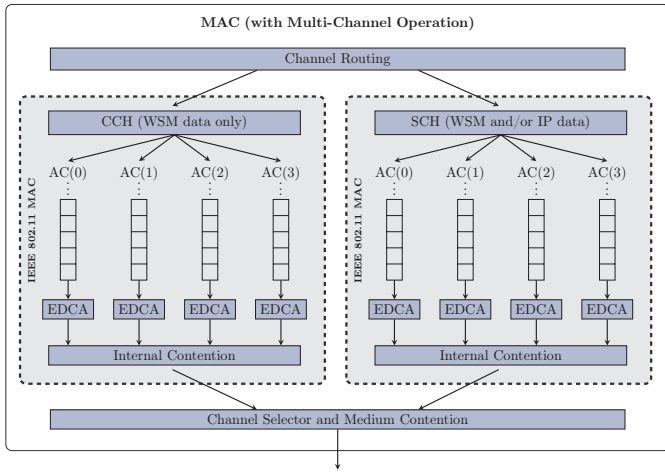 MAC (with Multi-Channel Operation)
Channel Routing
CCH (WSM data only)
SCH (WSM and/or IP data)
AC(0) AC(1) AC(2) AC(3)
AC(0) AC(1) AC(2) AC(3)
IEEE 802.11 MAC
IEEE 802.11 MAC
EDCA EDCA EDCA EDCA
EDCA EDCA EDCA EDCA
Internal Contention
Internal Contention
Channel Selector and Medium Contention